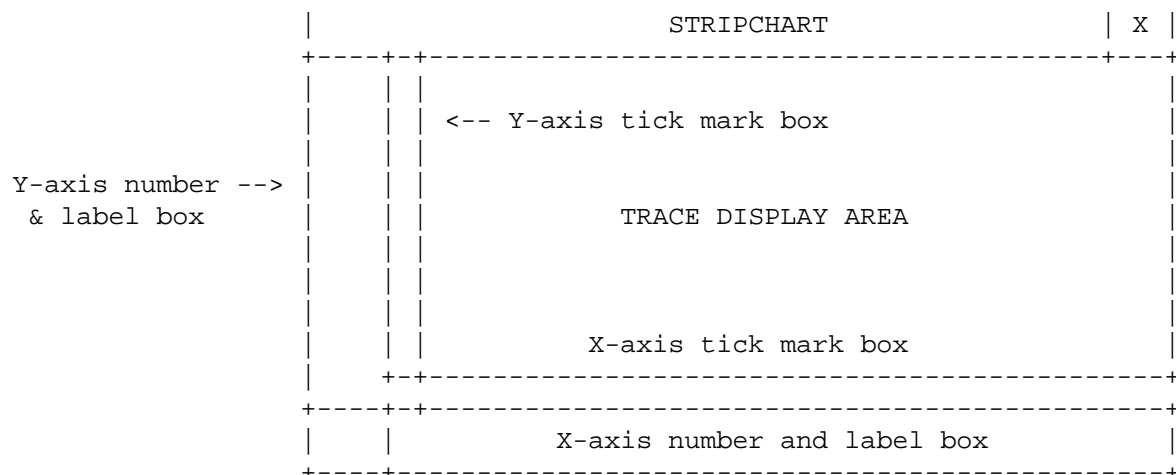 STRIPCHART X
<-- Y-axis tick mark box
Y-axis number -->
& label box TRACE DISPLAY AREA
X-axis tick mark box
X-axis number and label box